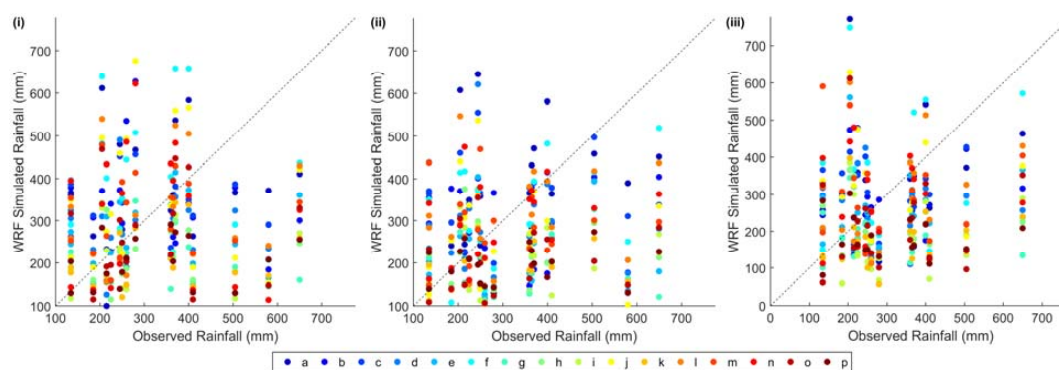 (i)
WRF Simulated Rainfall (mm)
700
600
500
400
300
200
100
100 200 300 400 500 600 700
Observed Rainfall (mm)
(ii)
WRF Simulated Rainfall (mm)
700
600
500
400
300
200
100
100 200 300 400 500 600 700
Observed Rainfall (mm)
(iii)
WRF Simulated Rainfall (mm)
700
600
500
400
300
200
100
0
0 100 200 300 400 500 600 700
Observed Rainfall (mm)
a b c d e f g h i j k l m n o p